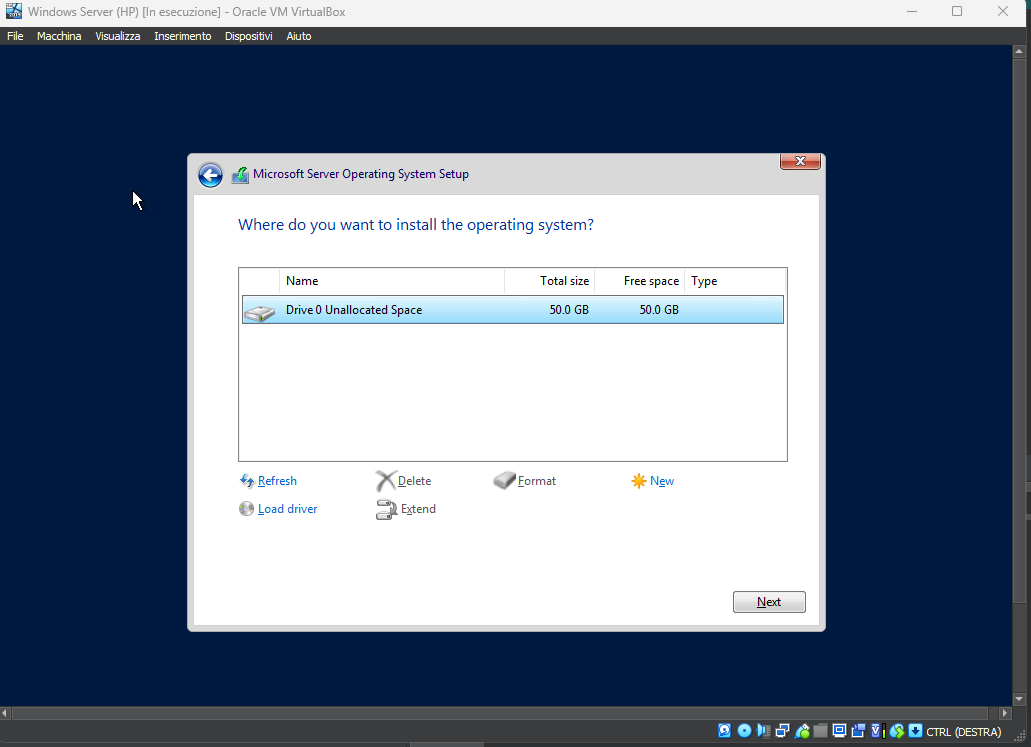 Windows Server (HP) [In esecuzione] - Oracle VM VirtualBox
File Macchina Visualizza Inserimento Dispositivi Aiuto
Microsoft Server Operating System Setup
Where do you want to install the operating system?
Name Total size Free space Type
Drive 0 Unallocated Space 50.0 GB 50.0 GB
Refresh Delete Format New
Load driver Extend
Next
CTRL (DESTRA)